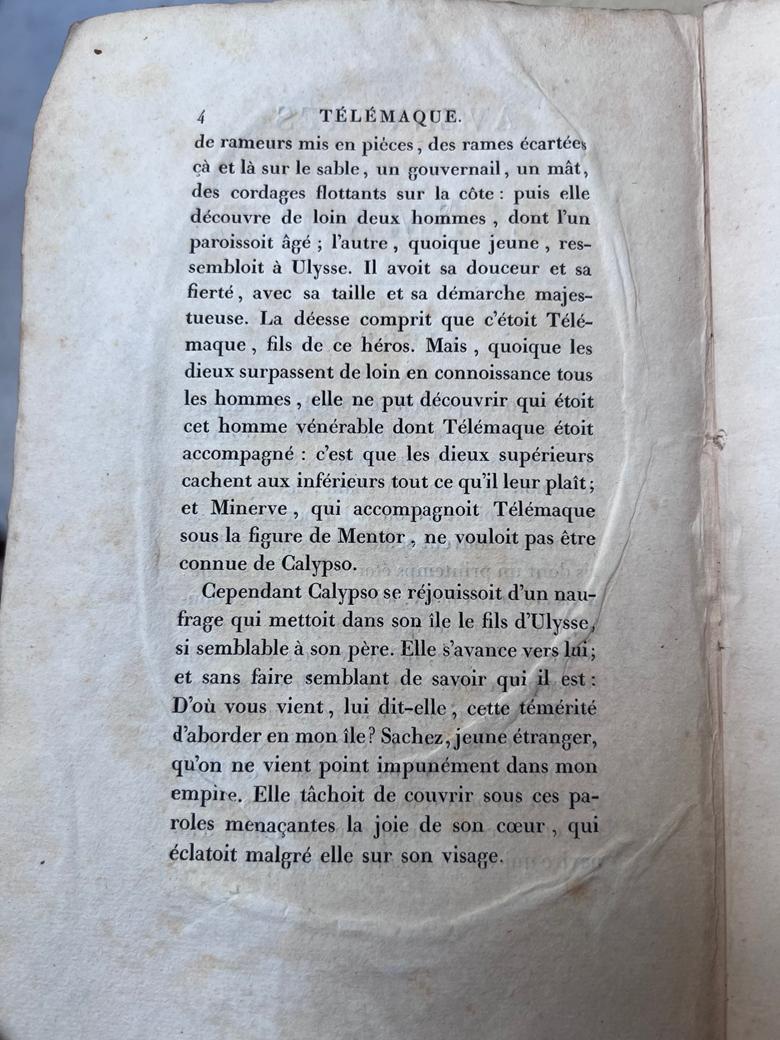 4 TÉLÉMAQUE.
de rameurs mis en pièces, des rames écartées
çà et là sur le sable, un gouvernail, un mât,
des cordages flottants sur la côte : puis elle
découvre de loin deux hommes, dont l'un
paroissoit âgé ; l'autre, quoique jeune, res-
sembloit à Ulysse. Il avoit sa douceur et sa
fierté, avec sa taille et sa démarche majes-
tueuse. La déesse comprit que c'étoit Télé-
maque, fils de ce héros. Mais, quoique les
dieux surpassent de loin en connoissance tous
les hommes, elle ne put découvrir qui étoit
cet homme vénérable dont Télémaque étoit
accompagné : c'est que les dieux supérieurs
cachent aux inférieurs tout ce qu'il leur plaît ;
et Minerve, qui accompagnoit Télémaque
sous la figure de Mentor, ne vouloit pas être
connue de Calypso.
Cependant Calypso se réjouissoit d'un nau-
frage qui mettoit dans son île le fils d'Ulysse,
si semblable à son père. Elle s'avance vers lui ;
et sans faire semblant de savoir qui il est :
D'où vous vient, lui dit-elle, cette témérité
d'aborder en mon île ? Sachez, jeune étranger,
qu'on ne vient point impunément dans mon
empire. Elle tâchoit de couvrir sous ces pa-
roles menaçantes la joie de son cœur, qui
éclatoit malgré elle sur son visage.